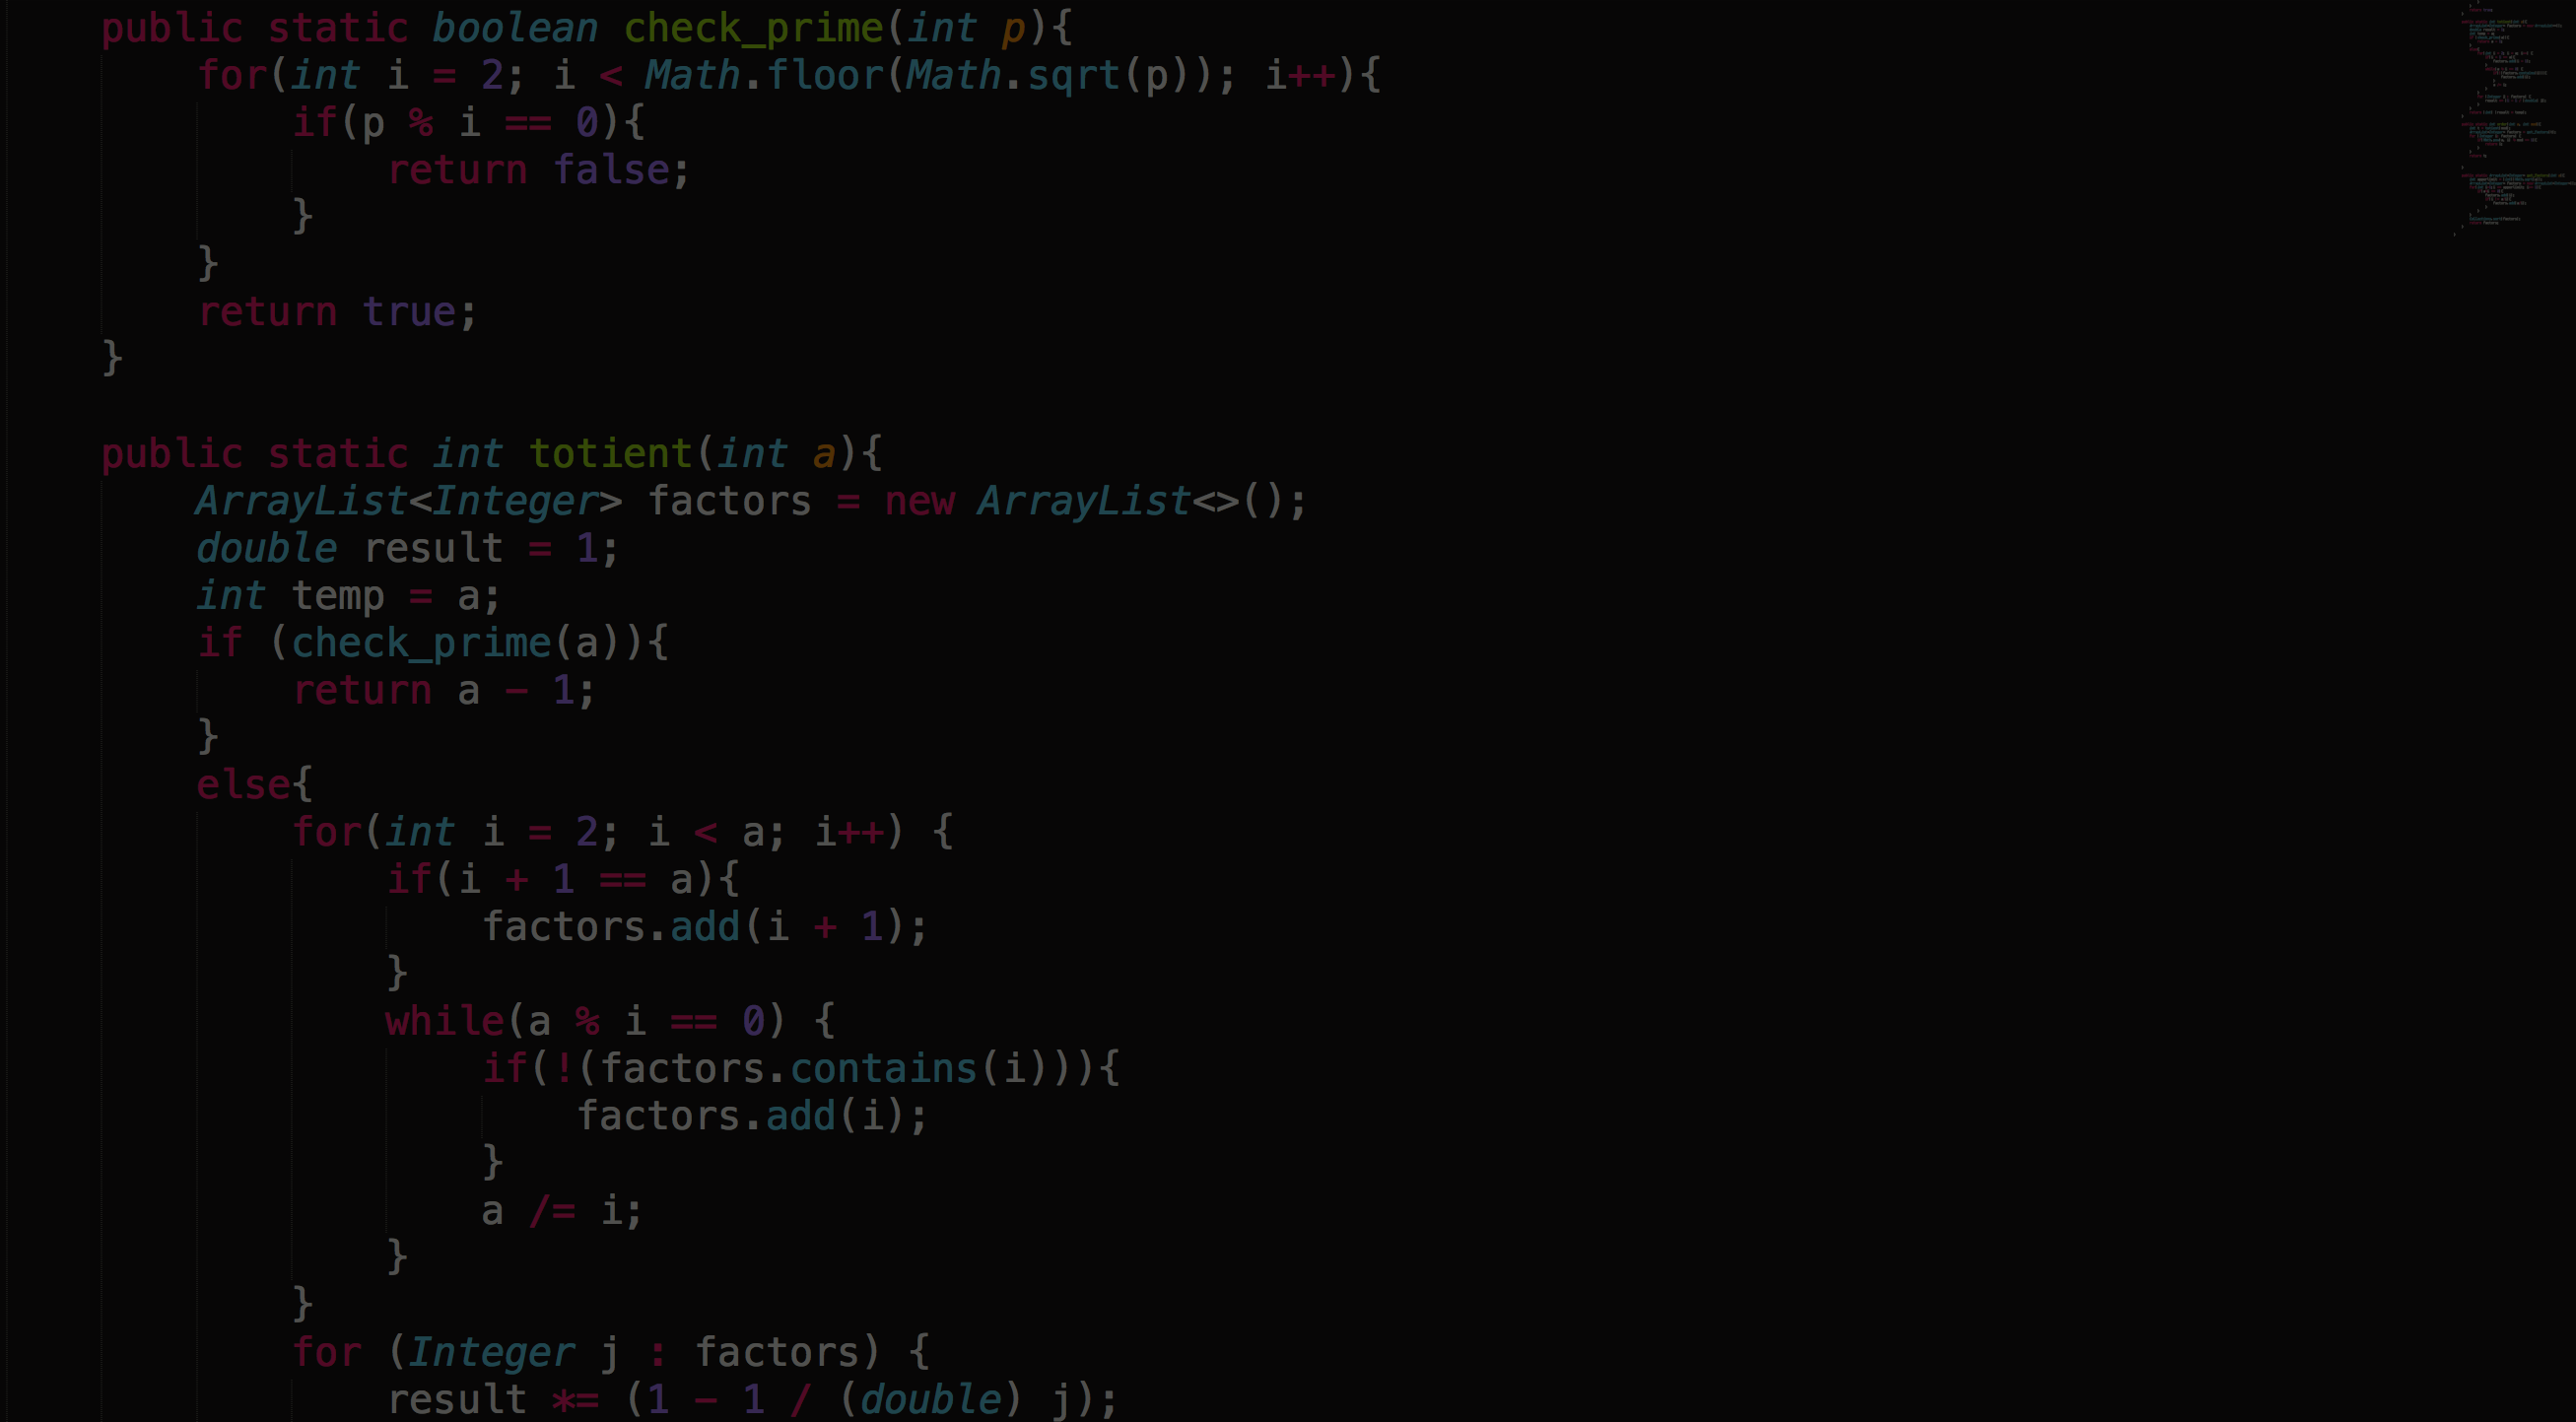 public static boolean check_prime(int p){
for(int i = 2; i < Math.floor(Math.sqrt(p)); i++){
if(p % i == 0){
return false;
}
}
return true;
}
public static int totient(int a){
ArrayList<Integer> factors = new ArrayList<>();
double result = 1;
int temp = a;
if (check_prime(a)){
return a - 1;
}
else{
for(int i = 2; i < a; i++) {
if(i + 1 == a){
factors.add(i + 1);
}
while(a % i == 0) {
if(!(factors.contains(i))){
factors.add(i);
}
a /= i;
}
}
for (Integer j : factors) {
result *= (1 - 1 / (double) j);